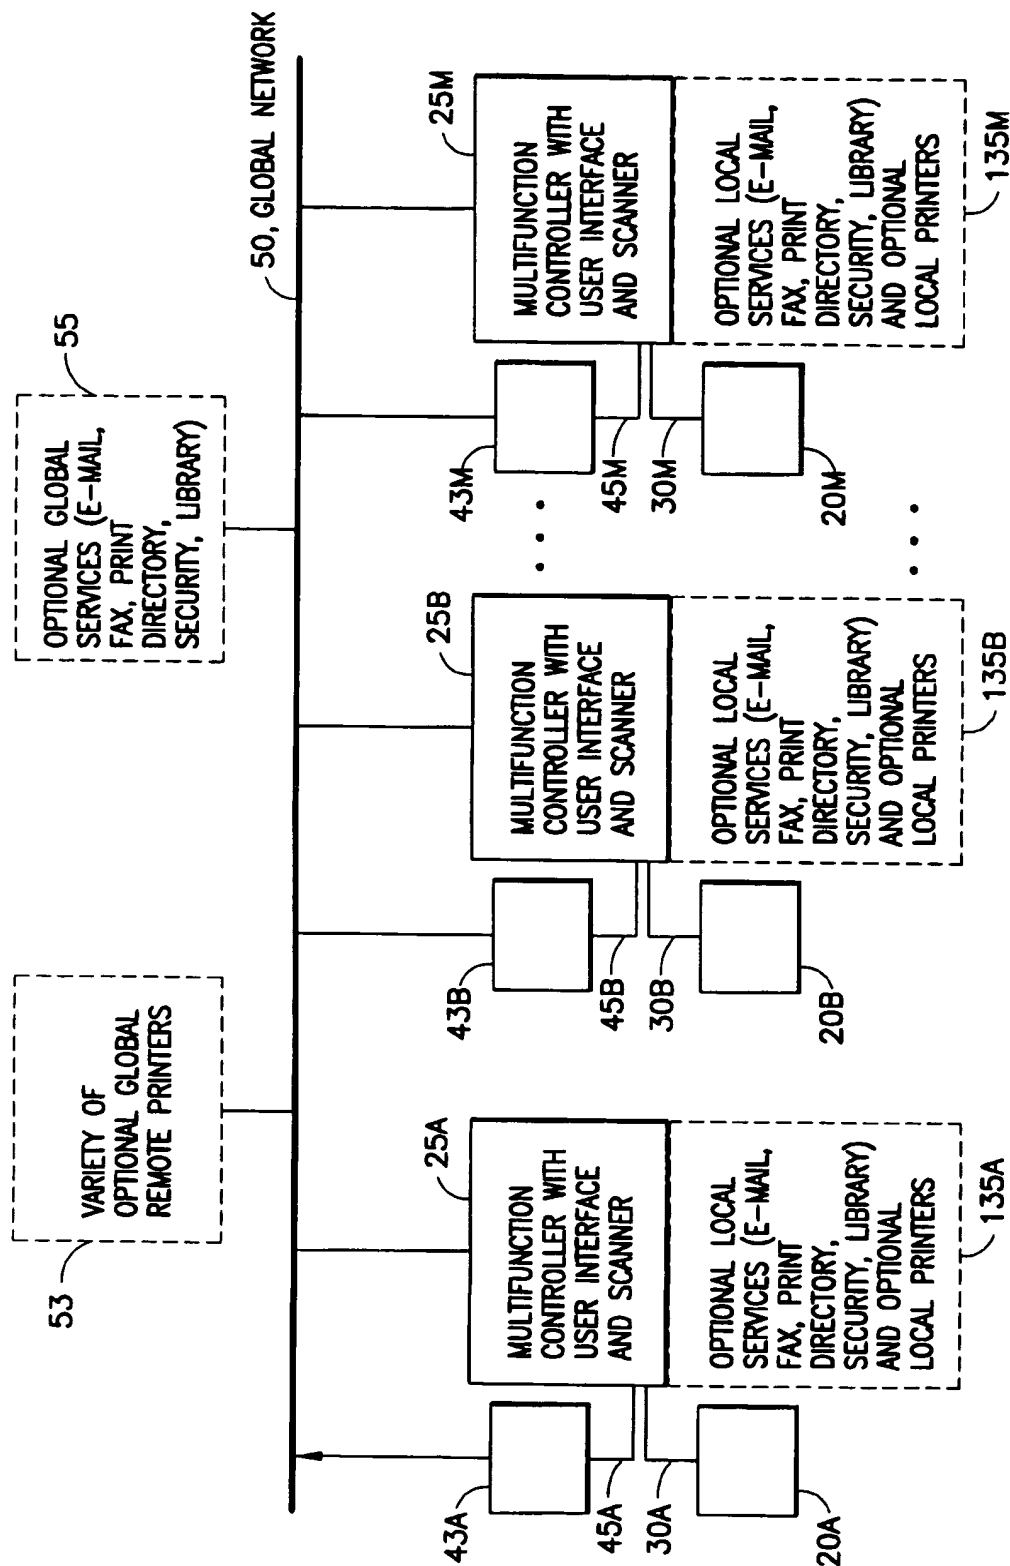 53
VARIETY OF
OPTIONAL GLOBAL
REMOTE PRINTERS
55
OPTIONAL GLOBAL
SERVICES (E-MAIL,
FAX, PRINT
DIRECTORY,
SECURITY, LIBRARY)
50, GLOBAL NETWORK
43A
25A
MULTIFUNCTION
CONTROLLER WITH
USER INTERFACE
AND SCANNER
45A
30A
20A
OPTIONAL LOCAL
SERVICES (E-MAIL,
FAX, PRINT
DIRECTORY,
SECURITY, LIBRARY)
AND OPTIONAL
LOCAL PRINTERS
135A
43B
25B
MULTIFUNCTION
CONTROLLER WITH
USER INTERFACE
AND SCANNER
45B
30B
20B
OPTIONAL LOCAL
SERVICES (E-MAIL,
FAX, PRINT
DIRECTORY,
SECURITY, LIBRARY)
AND OPTIONAL
LOCAL PRINTERS
135B
43M
25M
MULTIFUNCTION
CONTROLLER WITH
USER INTERFACE
AND SCANNER
45M
30M
20M
OPTIONAL LOCAL
SERVICES (E-MAIL,
FAX, PRINT
DIRECTORY,
SECURITY, LIBRARY)
AND OPTIONAL
LOCAL PRINTERS
135M